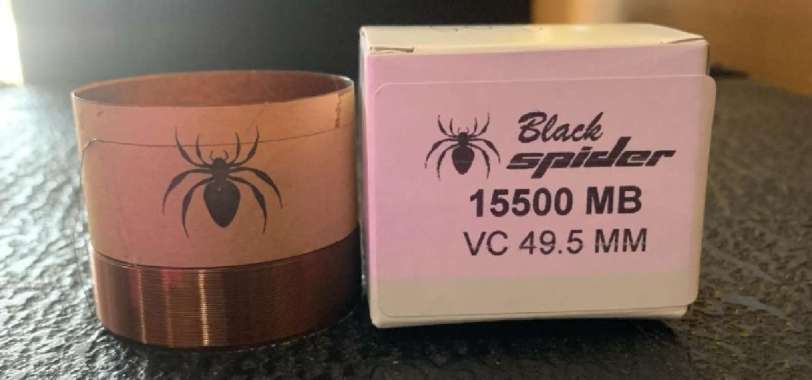 Black
spider
15500 MB
VC 49.5 MM